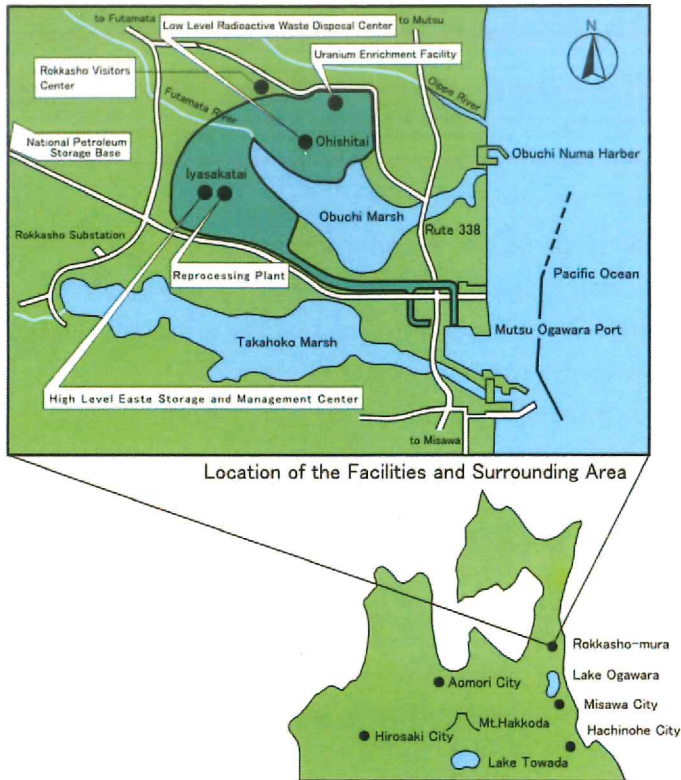 to Futamata
Low Level Radioactive Waste Disposal Center
to Mutsu
Uranium Enrichment Facility
N
Rokkasho Visitors
Center
Futamata River
Oippe River
National Petroleum
Storage Base
Ohishitai
Obuchi Numa Harber
Iyasakatai
Obuchi Marsh
Route 338
Rokkasho Substation
Reprocessing Plant
Pacific Ocean
Mutsu Ogawara Port
Takahoko Marsh
High Level Easte Storage and Management Center
to Misawa
Location of the Facilities and Surrounding Area
Rokkasho-mura
Lake Ogawara
Aomori City
Misawa City
Mt.Hakkoda
Hachinohe City
Hirosaki City
Lake Towada